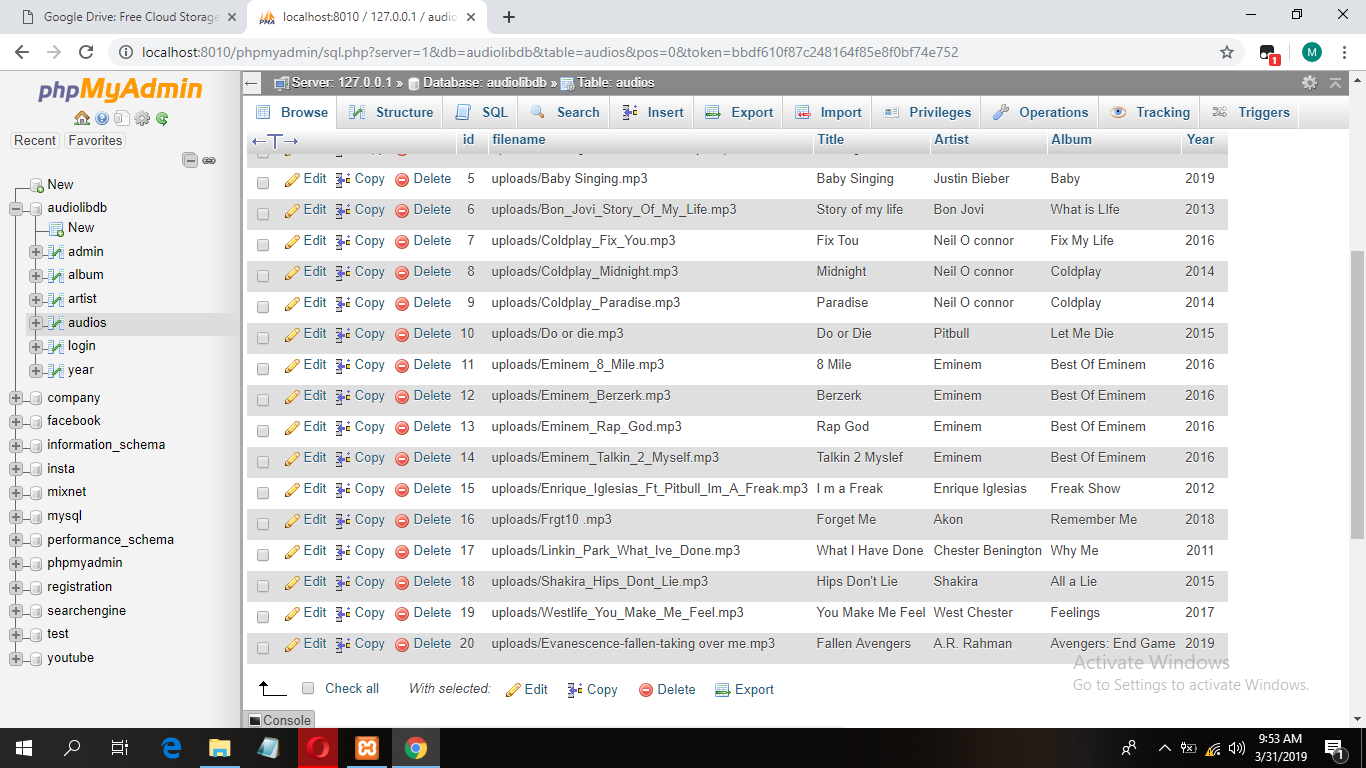 Google Drive: Free Cloud Storage
localhost:8010 / 127.0.0.1 / audio
localhost:8010/phpmyadmin/sql.php?server=1&db=audiolibdb&table=audios&pos=0&token=bbdf610f87c248164f85e8f0bf74e752
1
M
phpMyAdmin
Recent Favorites
New
audiolibdb
New
admin
album
artist
audios
login
year
company
facebook
information_schema
insta
mixnet
mysql
performance_schema
phpmyadmin
registration
searchengine
test
youtube
Server: 127.0.0.1 » Database: audiolibdb » Table: audios
Browse Structure SQL Search Insert Export Import Privileges Operations Tracking Triggers
id filename Title Artist Album Year
Edit Copy Delete 5 uploads/Baby Singing.mp3 Baby Singing Justin Bieber Baby 2019
Edit Copy Delete 6 uploads/Bon_Jovi_Story_Of_My_Life.mp3 Story of my life Bon Jovi What is LIfe 2013
Edit Copy Delete 7 uploads/Coldplay_Fix_You.mp3 Fix Tou Neil O connor Fix My Life 2016
Edit Copy Delete 8 uploads/Coldplay_Midnight.mp3 Midnight Neil O connor Coldplay 2014
Edit Copy Delete 9 uploads/Coldplay_Paradise.mp3 Paradise Neil O connor Coldplay 2014
Edit Copy Delete 10 uploads/Do or die.mp3 Do or Die Pitbull Let Me Die 2015
Edit Copy Delete 11 uploads/Eminem_8_Mile.mp3 8 Mile Eminem Best Of Eminem 2016
Edit Copy Delete 12 uploads/Eminem_Berzerk.mp3 Berzerk Eminem Best Of Eminem 2016
Edit Copy Delete 13 uploads/Eminem_Rap_God.mp3 Rap God Eminem Best Of Eminem 2016
Edit Copy Delete 14 uploads/Eminem_Talkin_2_Myself.mp3 Talkin 2 Myslef Eminem Best Of Eminem 2016
Edit Copy Delete 15 uploads/Enrique_Iglesias_Ft_Pitbull_Im_A_Freak.mp3 I m a Freak Enrique Iglesias Freak Show 2012
Edit Copy Delete 16 uploads/Frgt10 .mp3 Forget Me Akon Remember Me 2018
Edit Copy Delete 17 uploads/Linkin_Park_What_Ive_Done.mp3 What I Have Done Chester Benington Why Me 2011
Edit Copy Delete 18 uploads/Shakira_Hips_Dont_Lie.mp3 Hips Don't Lie Shakira All a Lie 2015
Edit Copy Delete 19 uploads/Westlife_You_Make_Me_Feel.mp3 You Make Me Feel West Chester Feelings 2017
Edit Copy Delete 20 uploads/Evanescence-fallen-taking over me.mp3 Fallen Avengers A.R. Rahman Avengers: End Game 2019
Check all With selected: Edit Copy Delete Export
Console
Activate Windows
Go to Settings to activate Windows.
9:53 AM
3/31/2019
1